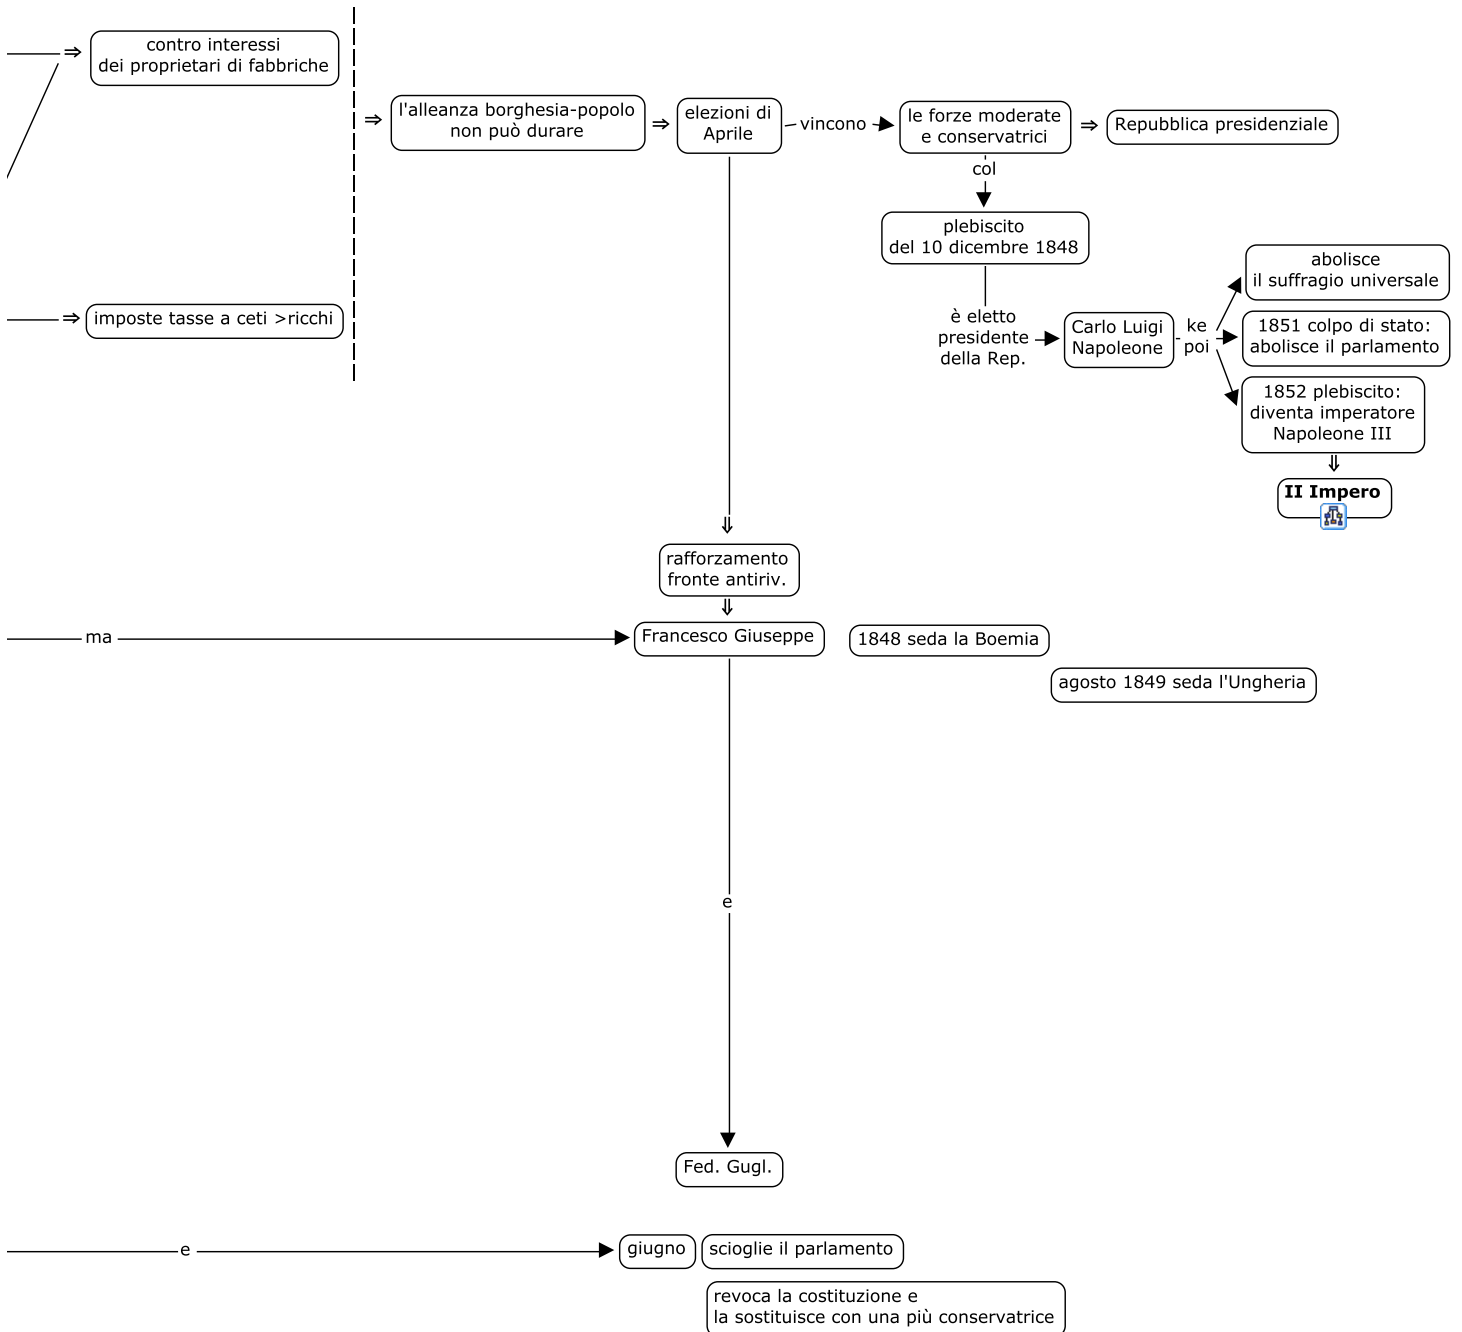 contro interessi
dei proprietari di fabbriche
l'alleanza borghesia-popolo
non può durare
elezioni di
Aprile
vincono
le forze moderate
e conservatrici
Repubblica presidenziale
col
plebiscito
del 10 dicembre 1848
abolisce
il suffragio universale
imposte tasse a ceti >ricchi
è eletto
presidente
della Rep.
Carlo Luigi
Napoleone
ke
poi
1851 colpo di stato:
abolisce il parlamento
1852 plebiscito:
diventa imperatore
Napoleone III
II Impero
rafforzamento
fronte antiriv.
ma
Francesco Giuseppe
1848 seda la Boemia
agosto 1849 seda l'Ungheria
e
Fed. Gugl.
e
giugno
scioglie il parlamento
revoca la costituzione e
la sostituisce con una più conservatrice